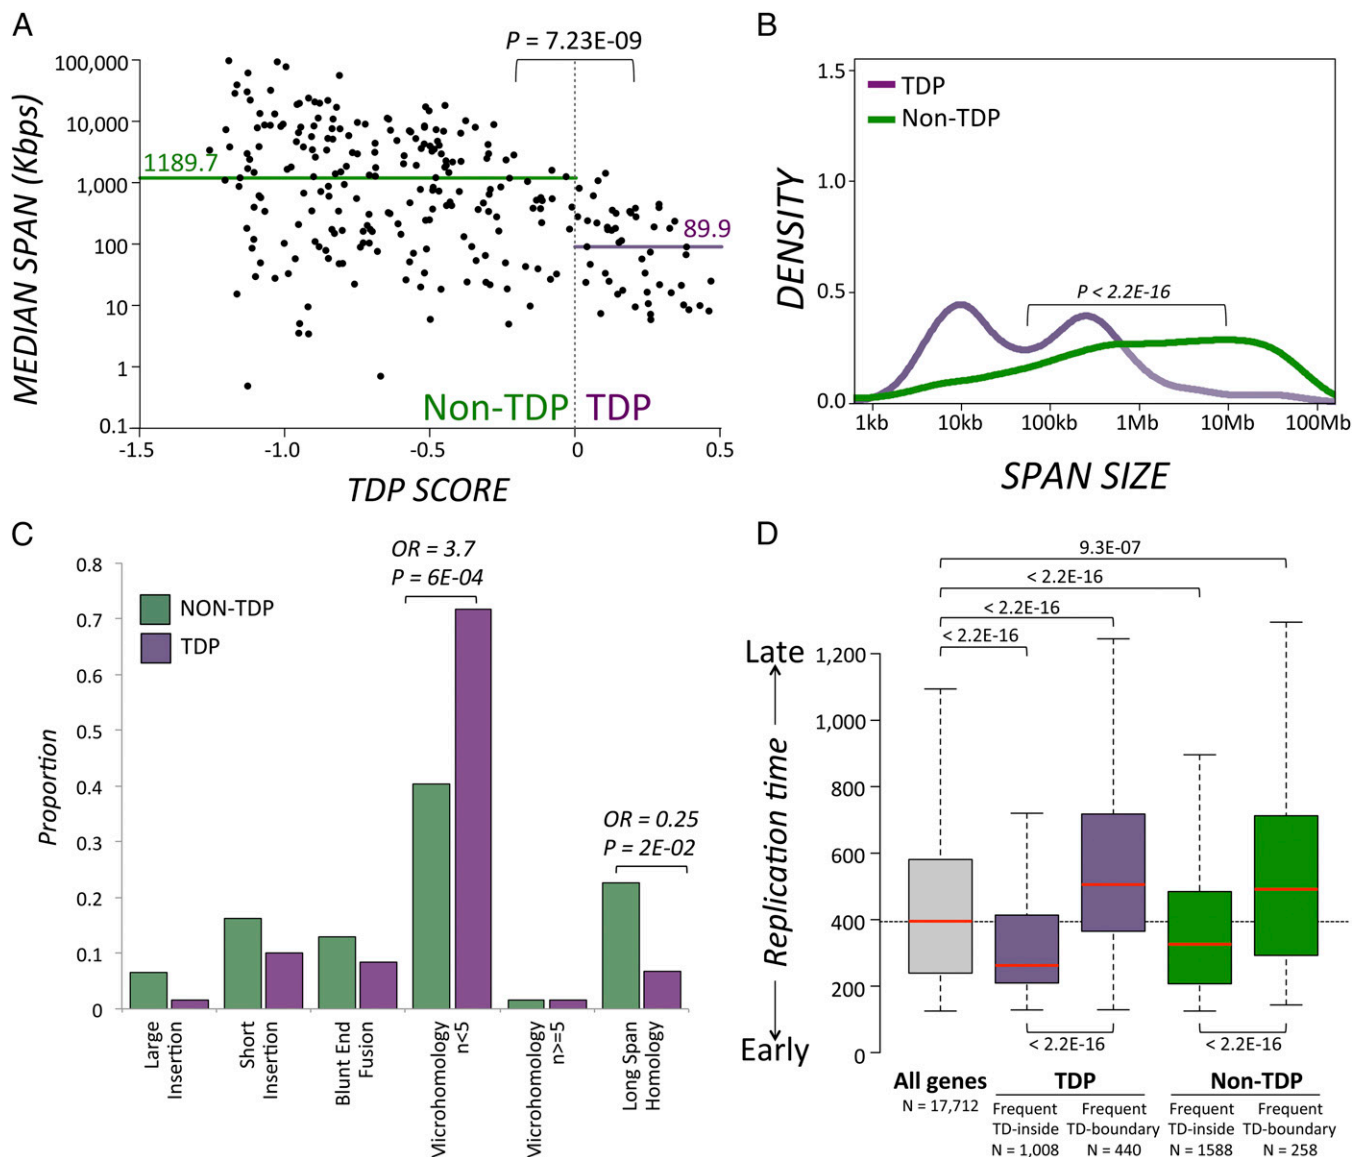 A
P = 7.23E-09
MEDIAN SPAN (Kbps)
100,000
10,000
1,000
100
10
1
0.1
1189.7
89.9
Non-TDP TDP
-1.5 -1.0 -0.5 0 0.5
TDP SCORE
B
TDP
Non-TDP
DENSITY
1.5
1.0
0.5
0.0
P < 2.2E-16
1kb 10kb 100kb 1Mb 10Mb 100Mb
SPAN SIZE
C
OR = 3.7
P = 6E-04
NON-TDP
TDP
Proportion
0.8
0.7
0.6
0.5
0.4
0.3
0.2
0.1
0
OR = 0.25
P = 2E-02
Large
Insertion
Short
Insertion
Blunt End
Fusion
Microhomology
n<5
Microhomology
n>=5
Long Span
Homology
D
9.3E-07
< 2.2E-16
< 2.2E-16
< 2.2E-16
Late
Replication time
Early
1,200
1,000
800
600
400
200
0
< 2.2E-16
< 2.2E-16
All genes
N = 17,712
TDP
Frequent
TD-inside
N = 1,008
Frequent
TD-boundary
N = 440
Non-TDP
Frequent
TD-inside
N = 1588
Frequent
TD-boundary
N = 258